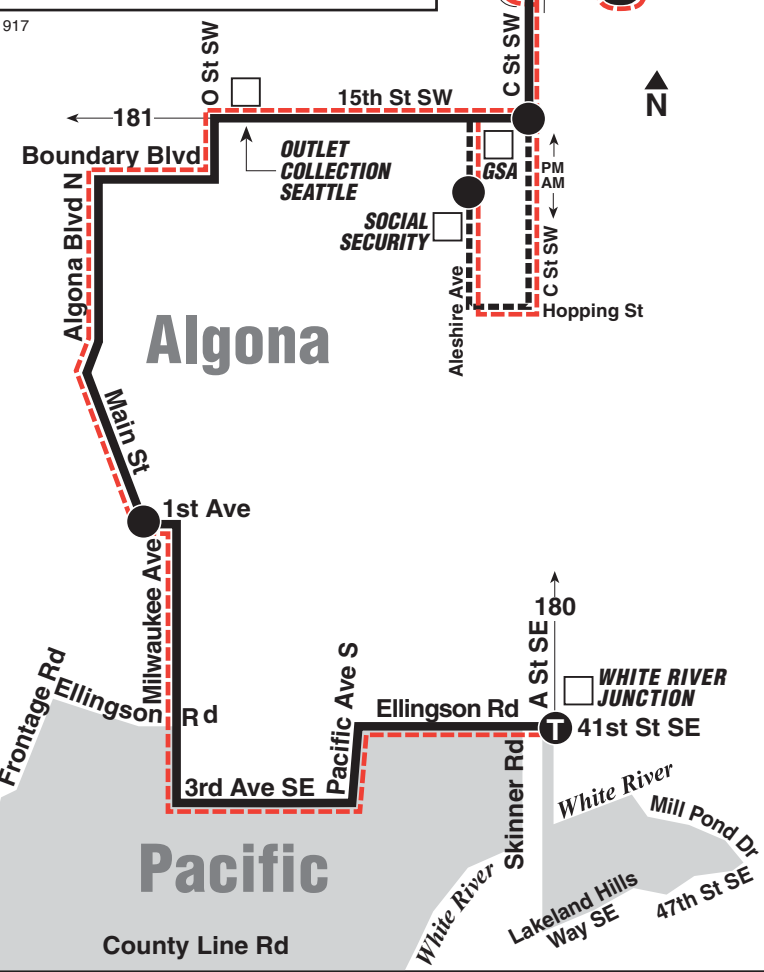 917
O St SW
C St SW
15th St SW
N
181
Boundary Blvd
OUTLET
COLLECTION
SEATTLE
GSA
PM
AM
SOCIAL
SECURITY
Algona Blvd N
C St SW
Aleshire Ave
Hopping St
Algona
Main St
1st Ave
Milwaukee Ave
180
A St SE
WHITE RIVER
JUNCTION
Frontage Rd
Ellingson
Rd
Pacific Ave S
Ellingson Rd
T
41st St SE
3rd Ave SE
Skinner Rd
White River
Mill Pond Dr
Pacific
White River
Lakeland Hills
Way SE
47th St SE
County Line Rd